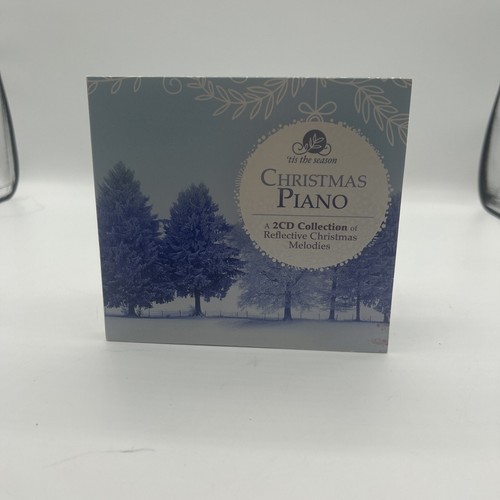 'tis the season
CHRISTMAS
PIANO
A 2CD Collection of
Reflective Christmas
Melodies